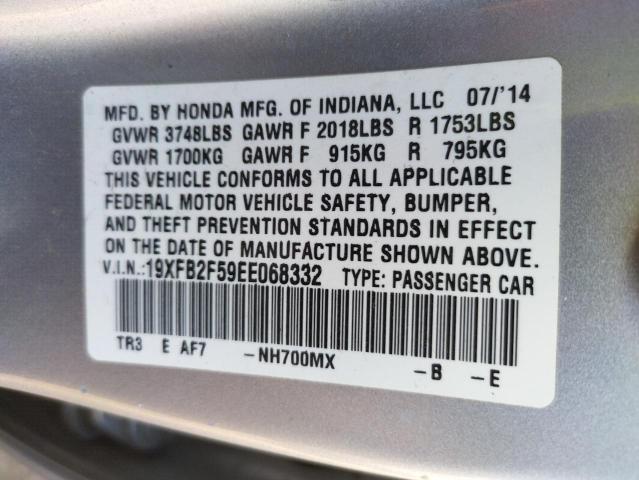 MFD. BY HONDA MFG. OF INDIANA, LLC 07/'14
GVWR 3748LBS GAWR F 2018LBS R 1753LBS
GVWR 1700KG GAWR F 915KG R 795KG
THIS VEHICLE CONFORMS TO ALL APPLICABLE
FEDERAL MOTOR VEHICLE SAFETY, BUMPER,
AND THEFT PREVENTION STANDARDS IN EFFECT
ON THE DATE OF MANUFACTURE SHOWN ABOVE.
V.I.N.:19XFB2F59EE068332 TYPE: PASSENGER CAR
TR3 E AF7 -NH700MX -B -E